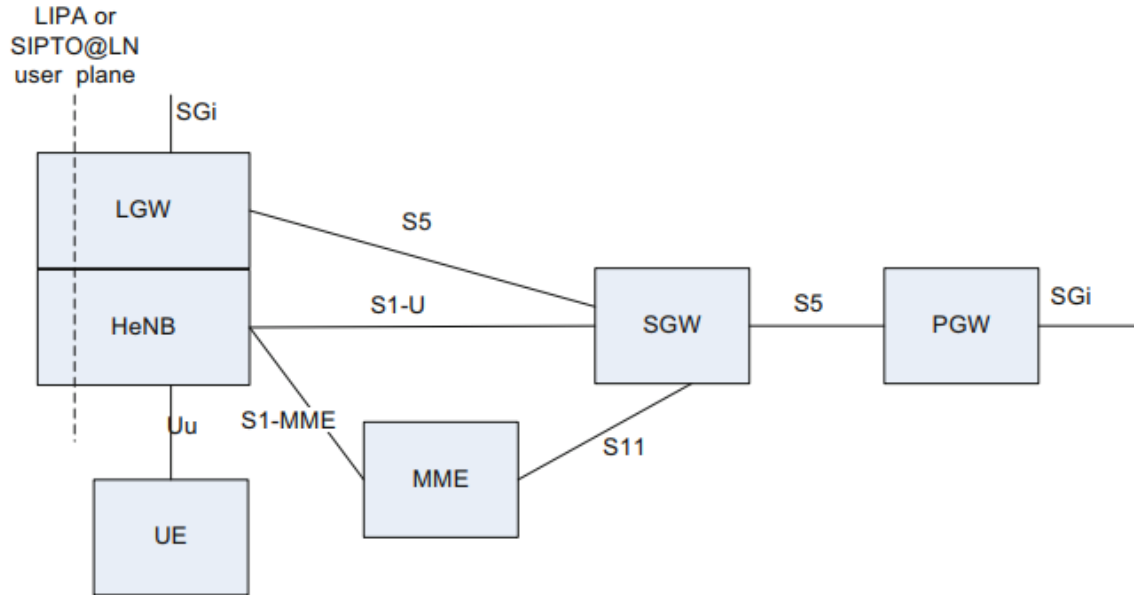 LIPA or
SIPTO@LN
user plane
SGi
LGW
S5
HeNB
S1-U
SGW
S5
PGW
SGi
Uu
S1-MME
S11
MME
UE